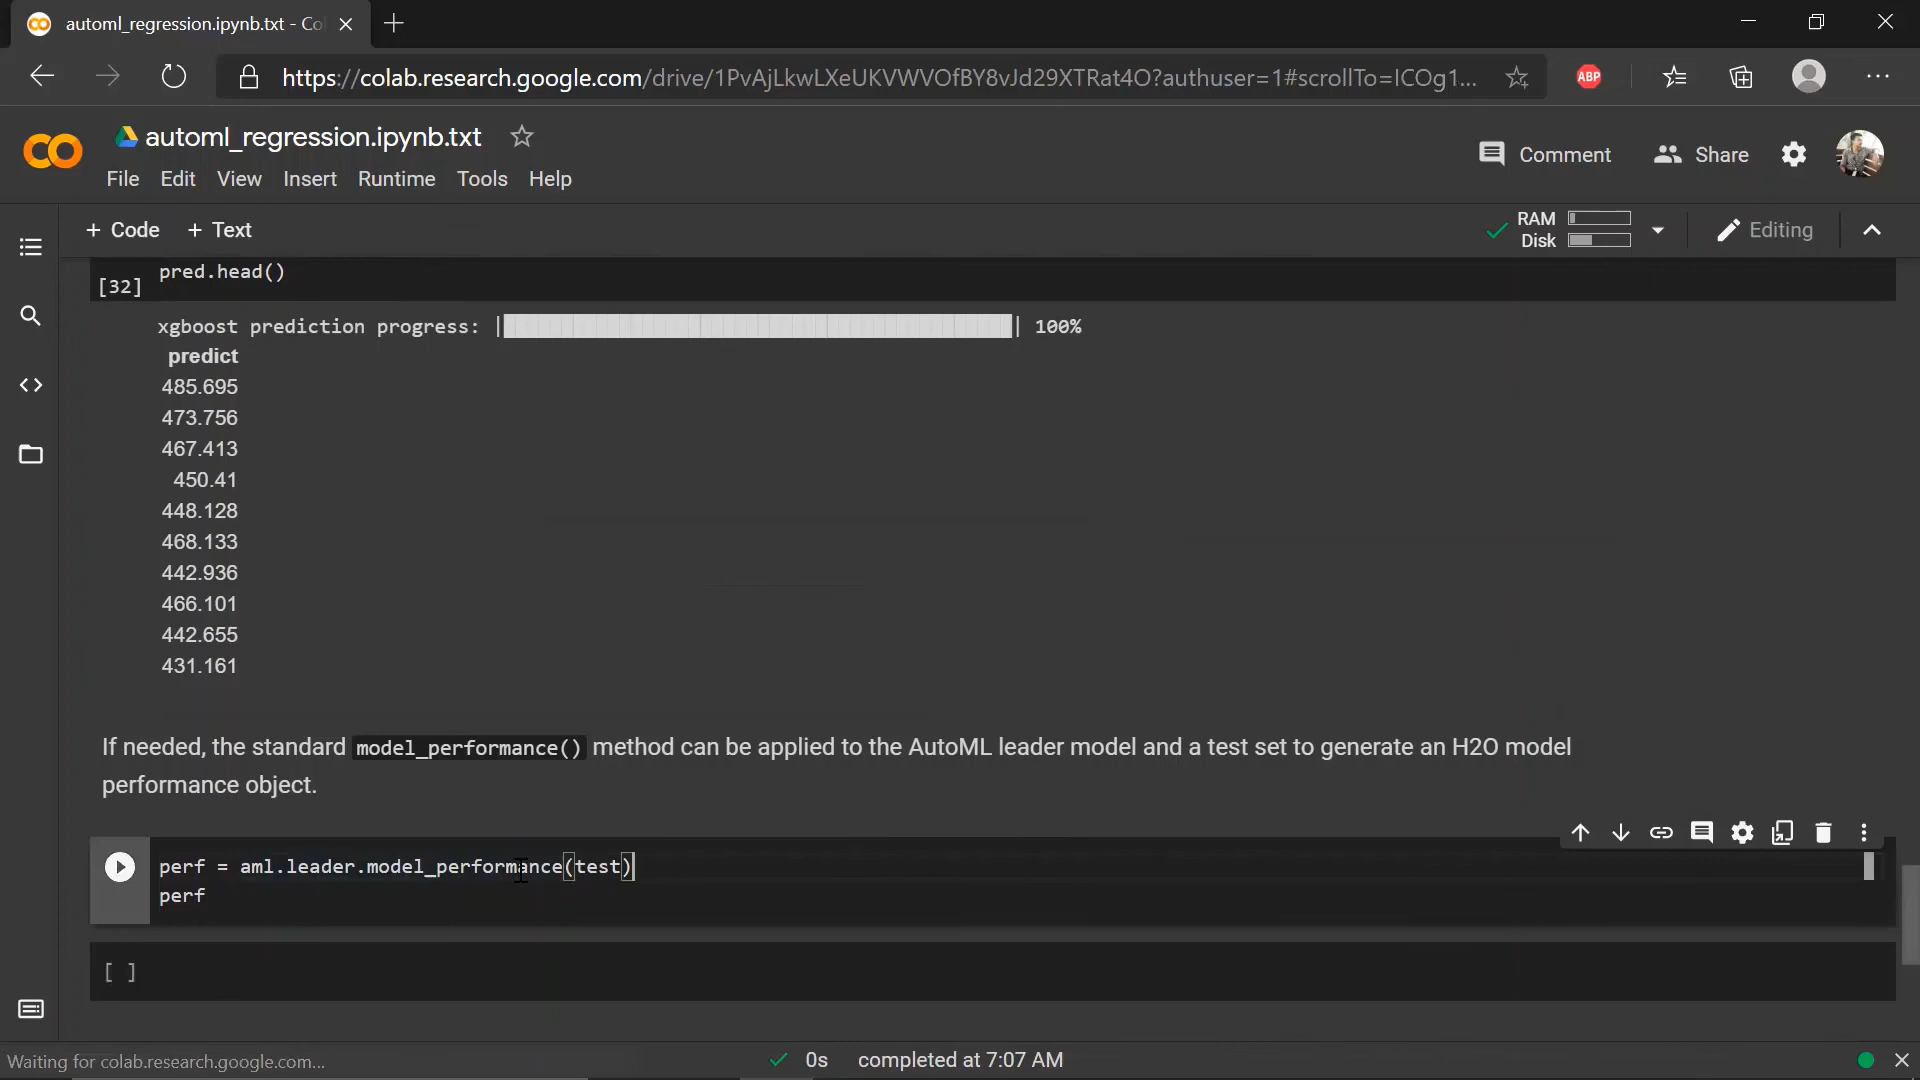 automl_regression.ipynb.txt - Co
https://colab.research.google.com/drive/1PvAjLkwLXeUKVWVOfBY8vJd29XTRat4O?authuser=1#scrollTo=ICOg1...
ABP
automl_regression.ipynb.txt
Comment
Share
File Edit View Insert Runtime Tools Help
+ Code + Text
RAM
Disk
Editing
pred.head()
[32]
xgboost prediction progress: | | 100%
predict
485.695
473.756
467.413
450.41
448.128
468.133
442.936
466.101
442.655
431.161
If needed, the standard model_performance() method can be applied to the AutoML leader model and a test set to generate an H2O model
performance object.
perf = aml.leader.model_performance(test)
perf
[ ]
Waiting for colab.research.google.com...
0s completed at 7:07 AM